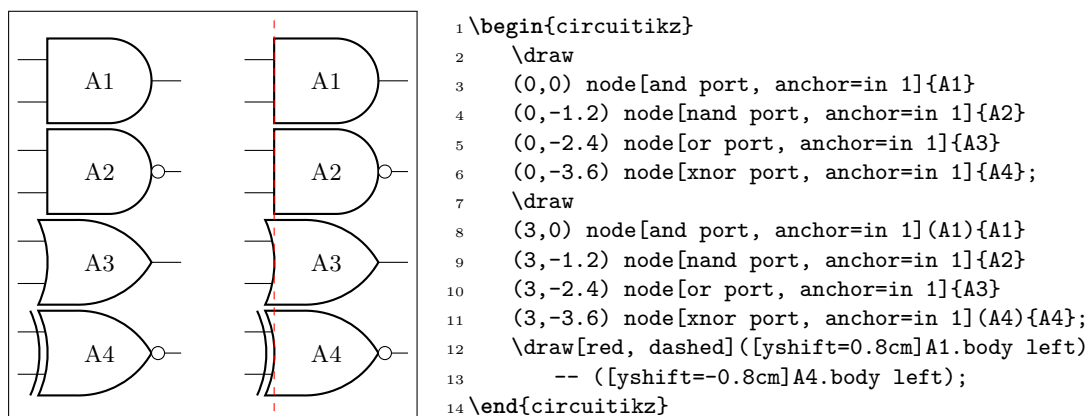 A1 A1
A2 A2
A3 A3
A4 A4
1 \begin{circuitikz}
2 \draw
3 (0,0) node[and port, anchor=in 1]{A1}
4 (0,-1.2) node[nand port, anchor=in 1]{A2}
5 (0,-2.4) node[or port, anchor=in 1]{A3}
6 (0,-3.6) node[xnor port, anchor=in 1]{A4};
7 \draw
8 (3,0) node[and port, anchor=in 1](A1){A1}
9 (3,-1.2) node[nand port, anchor=in 1]{A2}
10 (3,-2.4) node[or port, anchor=in 1]{A3}
11 (3,-3.6) node[xnor port, anchor=in 1](A4){A4};
12 \draw[red, dashed]([yshift=0.8cm]A1.body left)
13 -- ([yshift=-0.8cm]A4.body left);
14 \end{circuitikz}